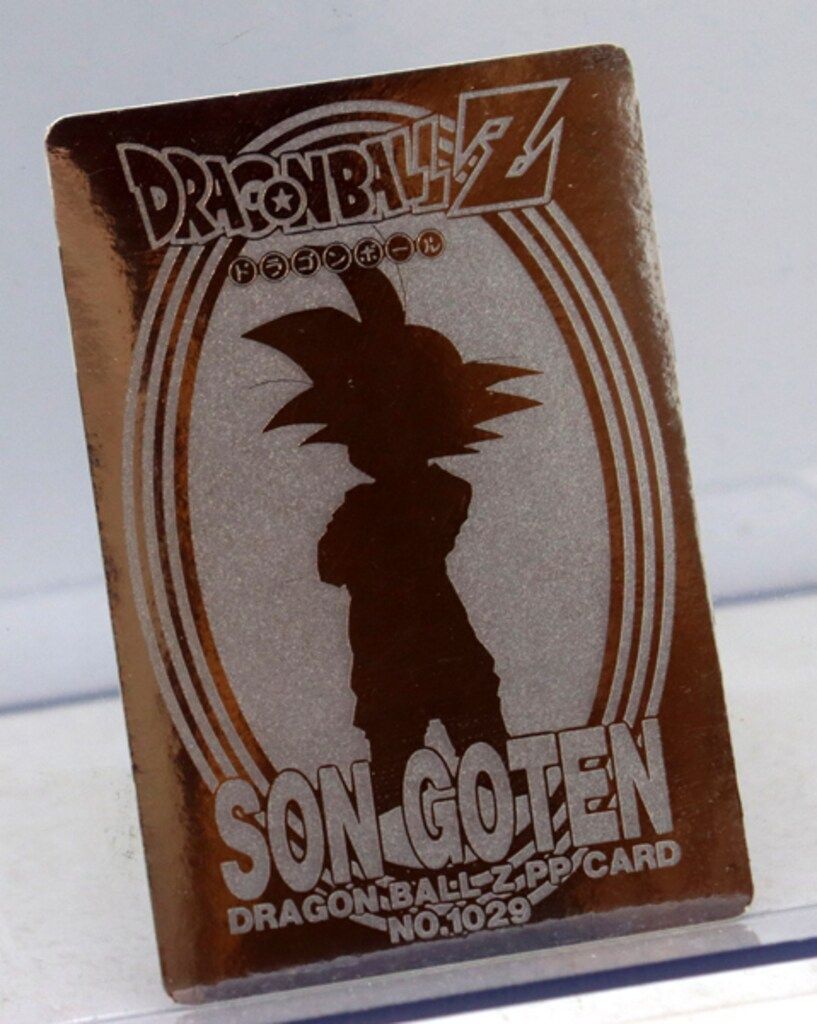 DRAGONBALL Z
ドラゴンボール
SON GOTEN
DRAGON BALL Z PP CARD
NO.1029